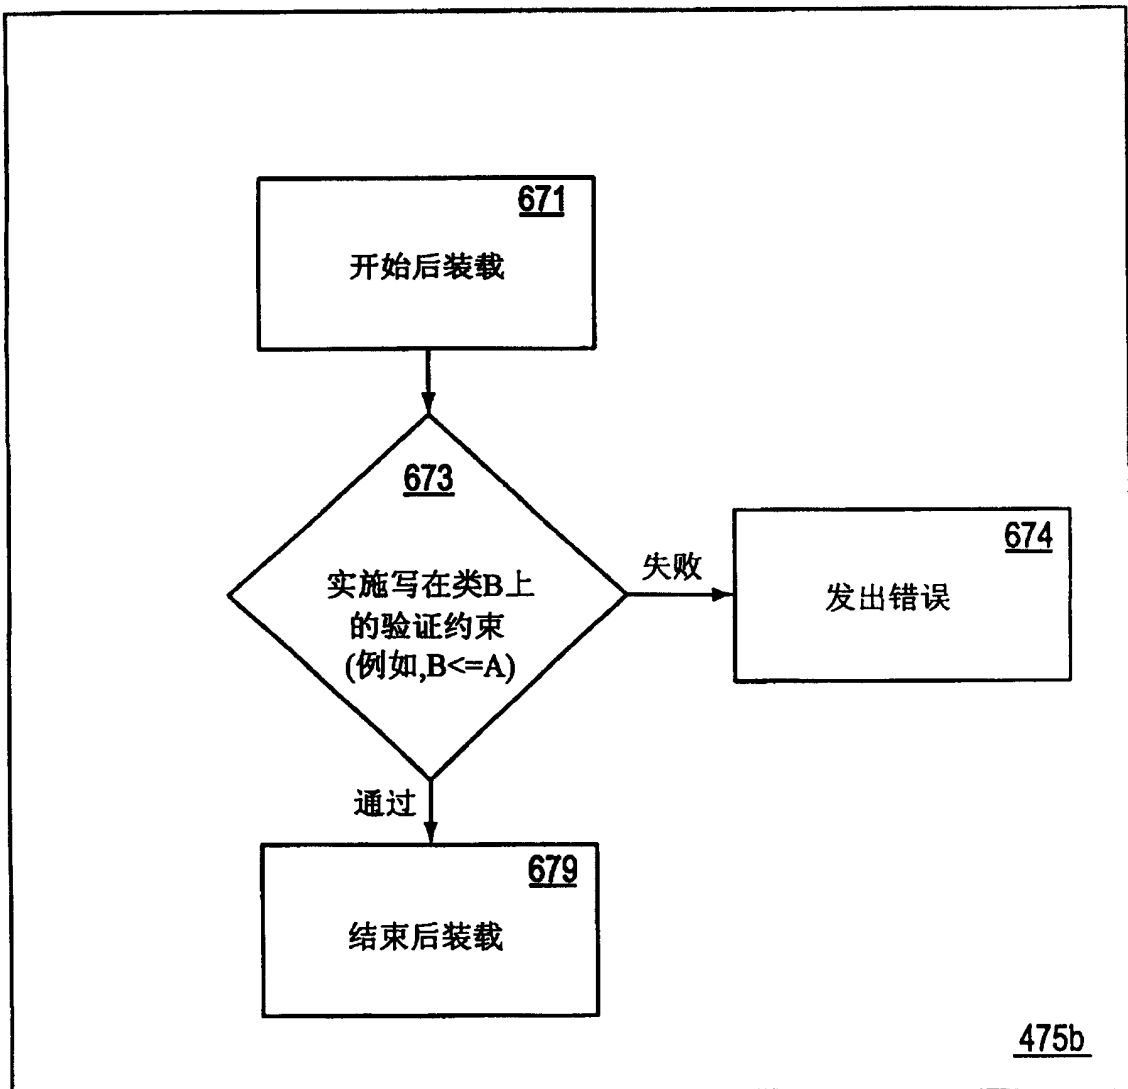 671
开始后装载
673
实施写在类B上
的验证约束
(例如,B<=A)
失败
674
发出错误
通过
679
结束后装载
475b